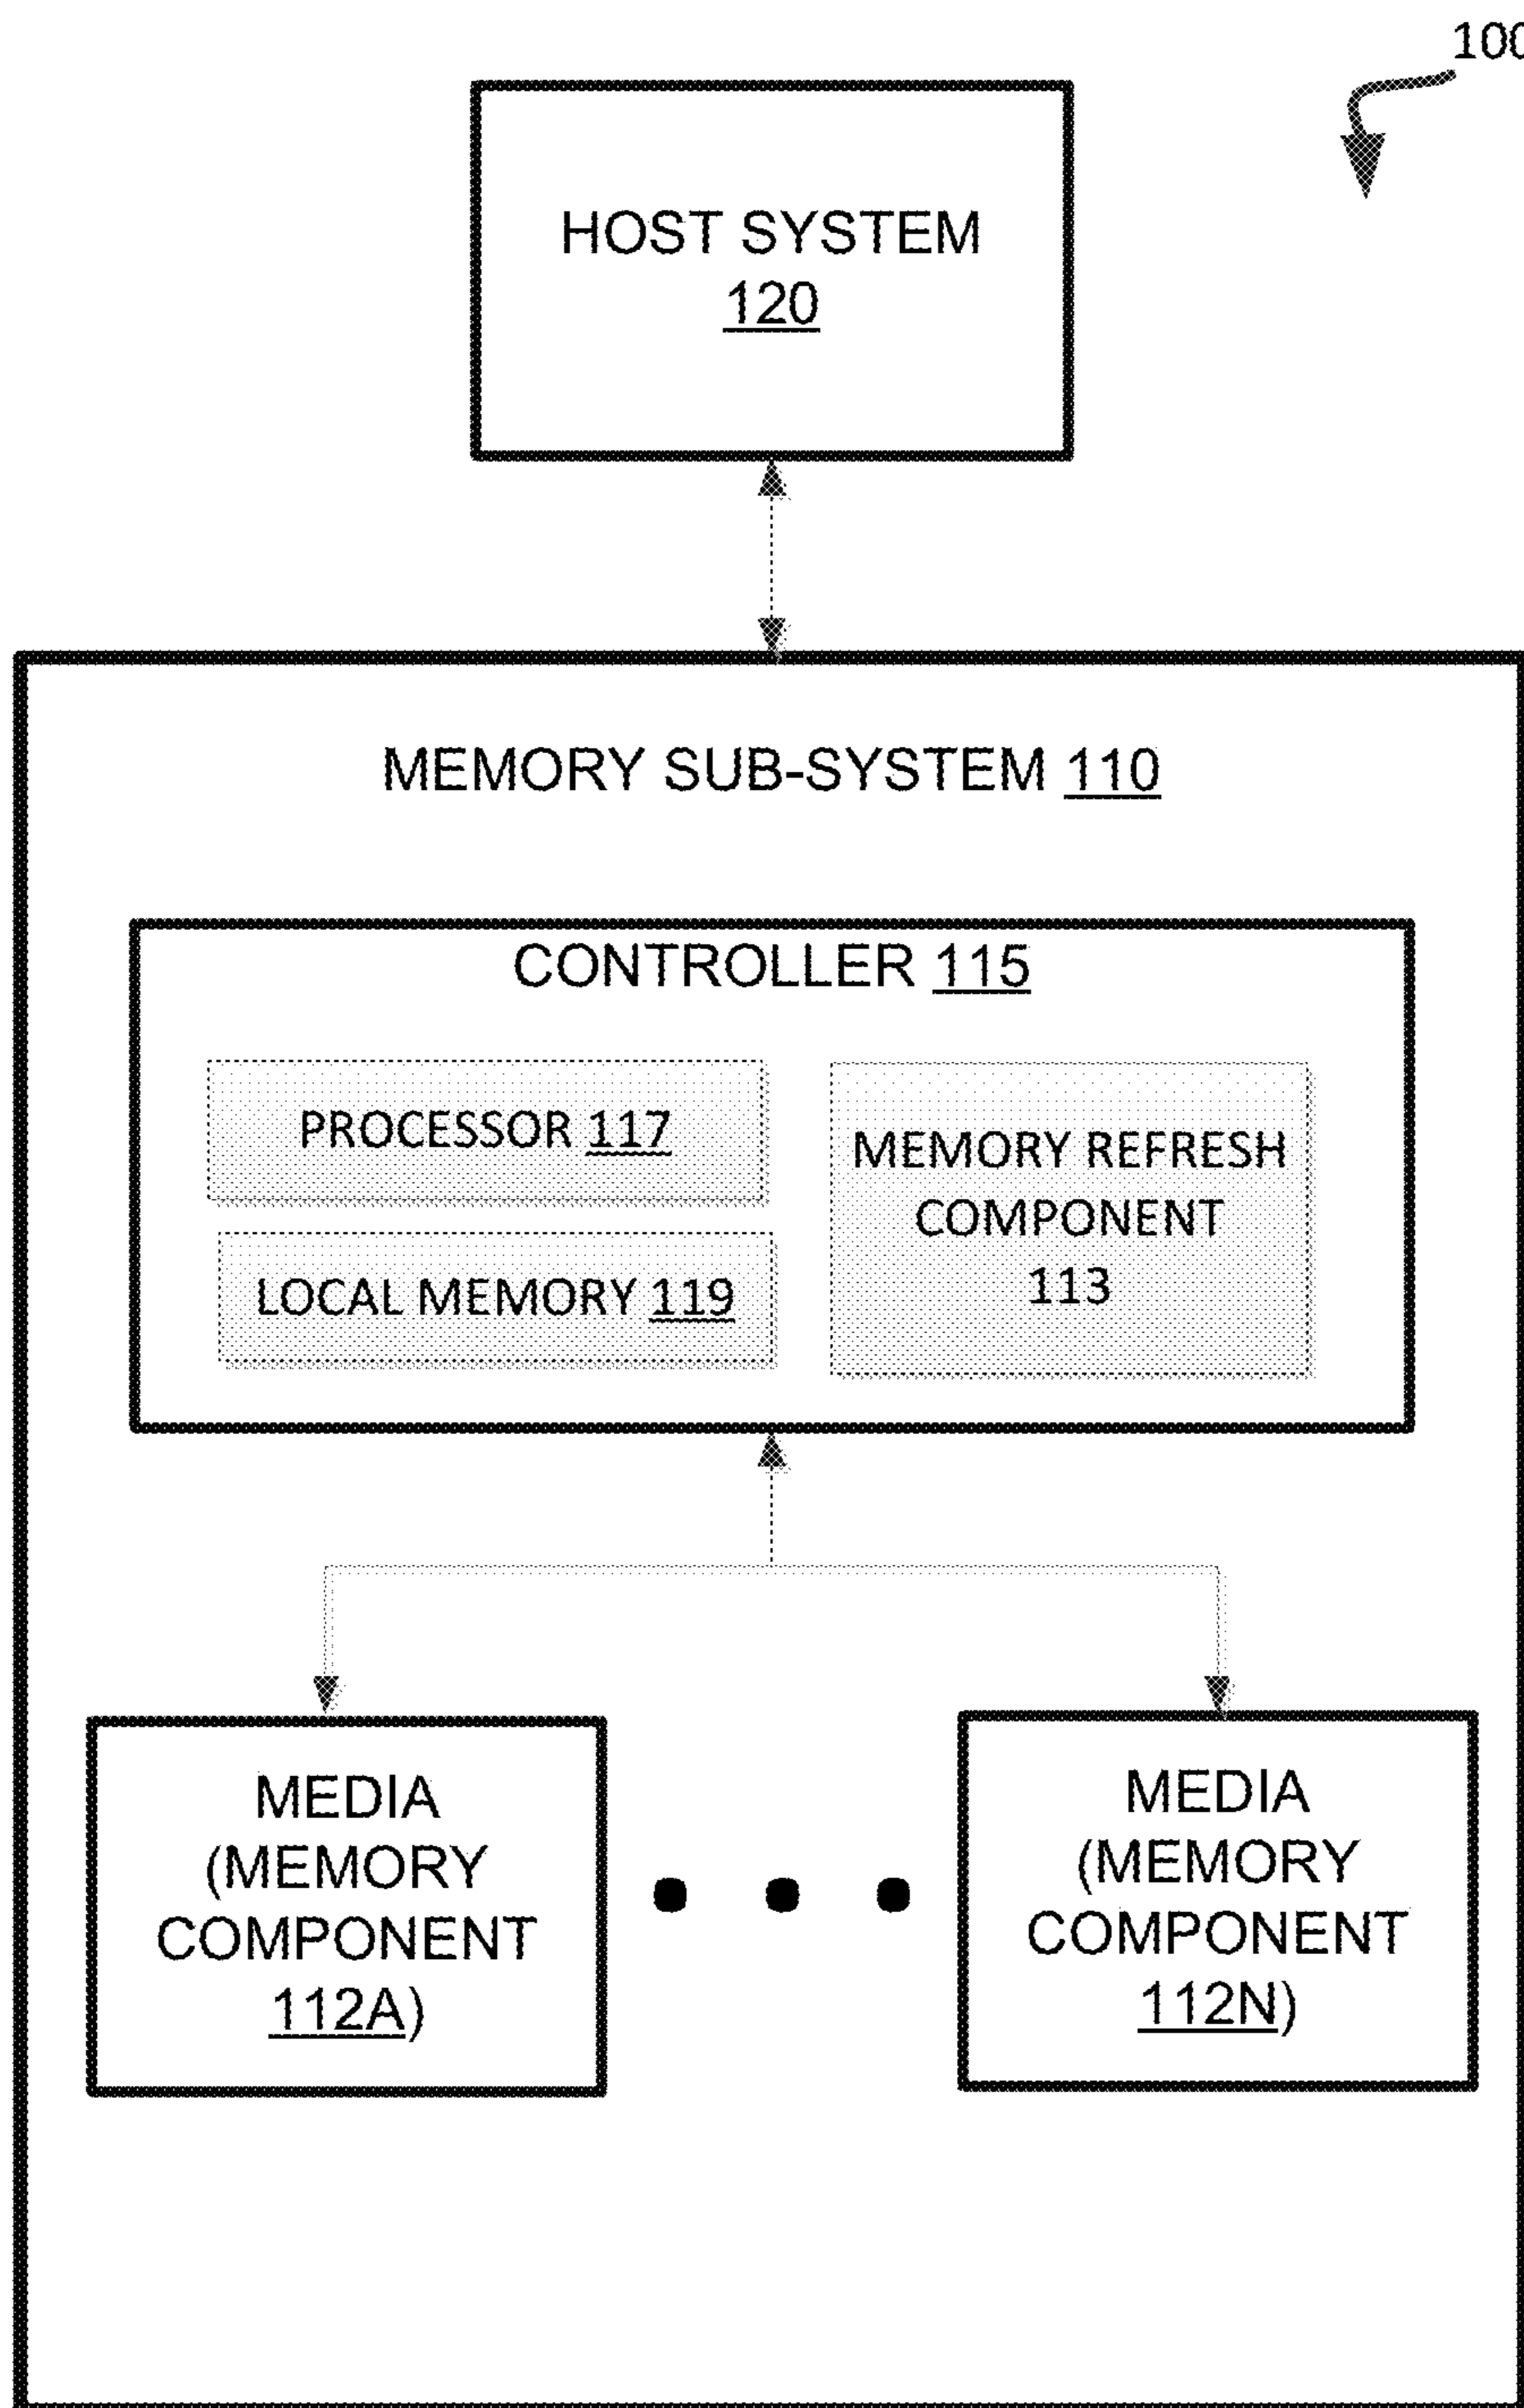 100
HOST SYSTEM
120
MEMORY SUB-SYSTEM 110
CONTROLLER 115
PROCESSOR 117
LOCAL MEMORY 119
MEMORY REFRESH
COMPONENT
113
MEDIA
(MEMORY
COMPONENT
112A)
MEDIA
(MEMORY
COMPONENT
112N)